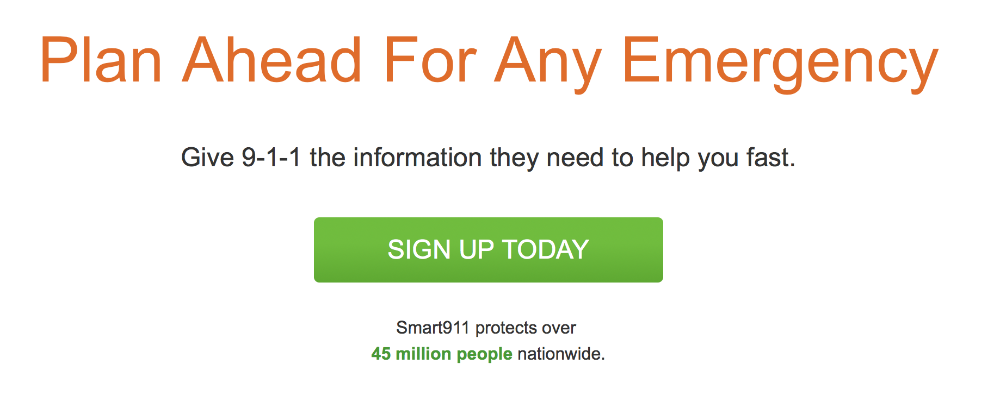 Plan Ahead For Any Emergency
Give 9-1-1 the information they need to help you fast.
SIGN UP TODAY
Smart911 protects over
45 million people nationwide.